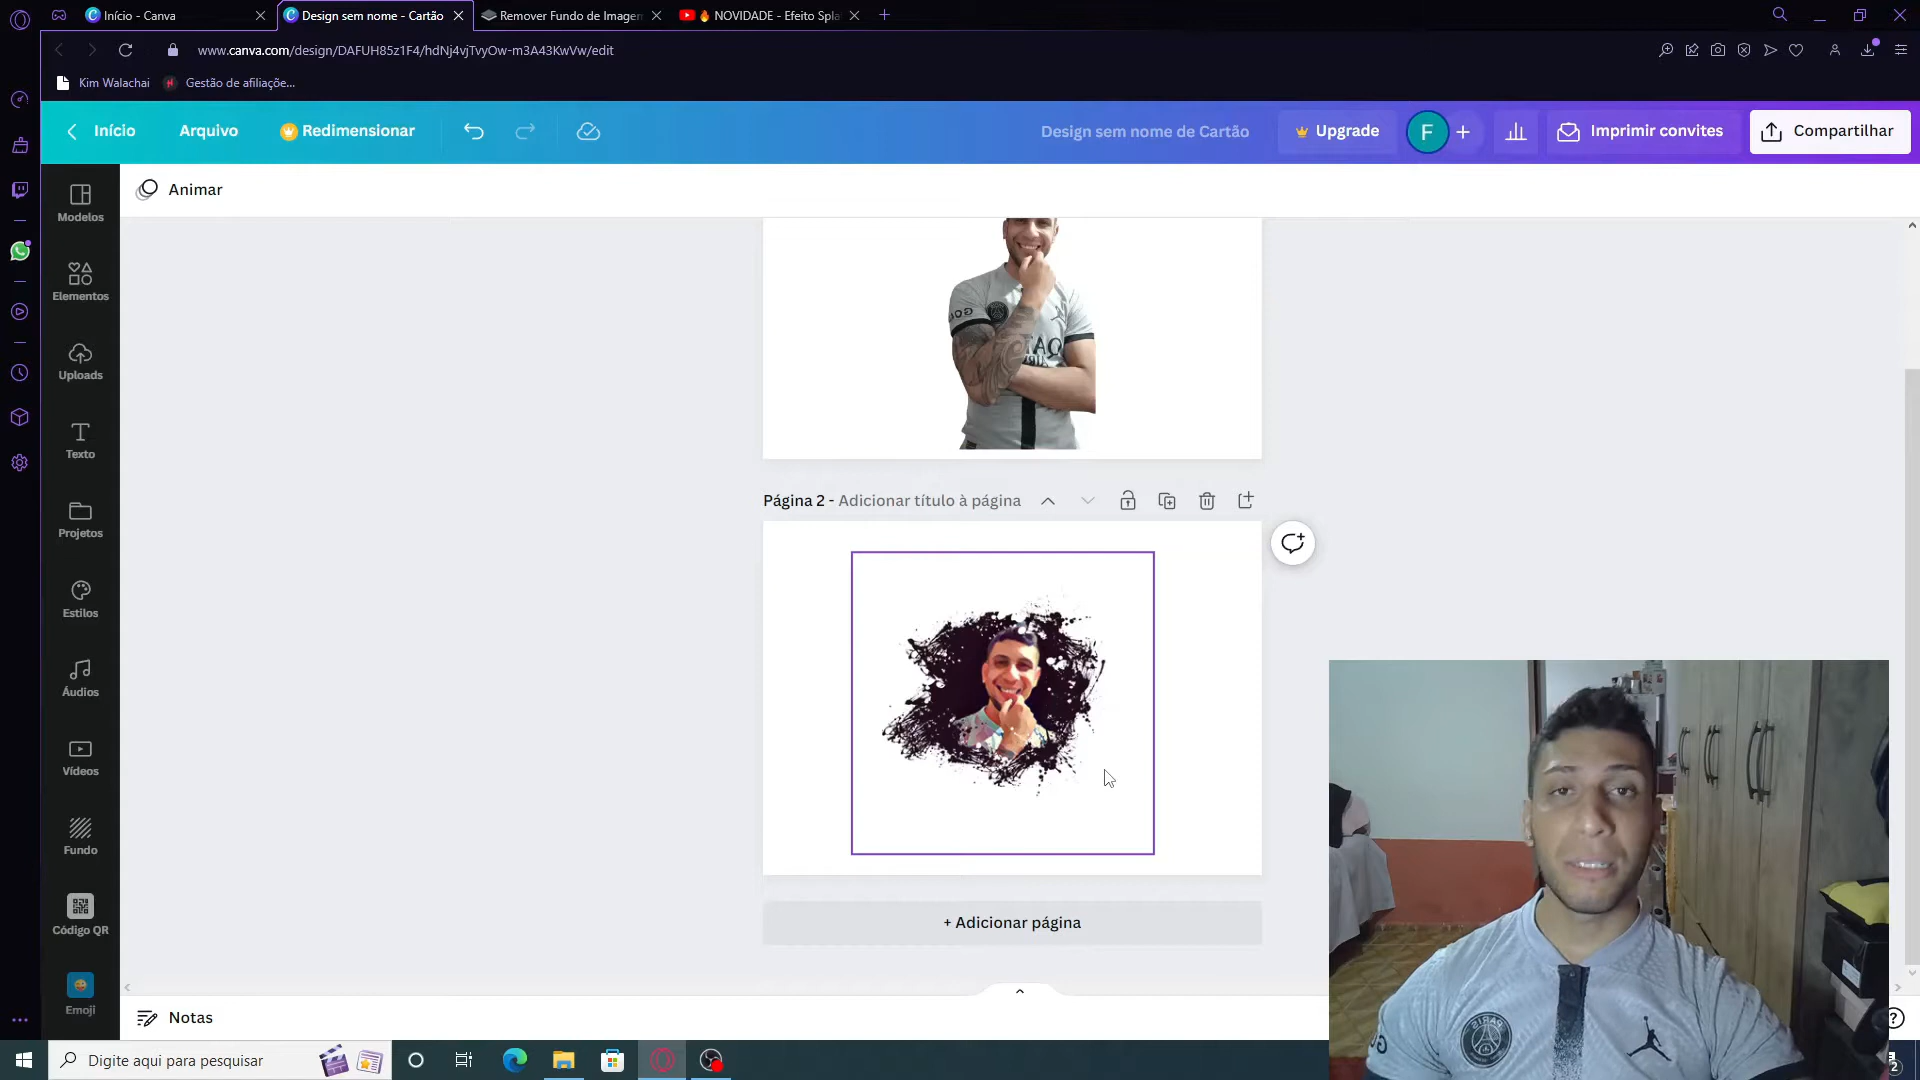 Início - Canva
Design sem nome - Cartão
Remover Fundo de Imagem
🔥 NOVIDADE - Efeito Spla
www.canva.com/design/DAFUH85z1F4/hdNj4vjTvyOw-m3A43KwVw/edit
Kim Walachai
Gestão de afiliaçõe...
Início
Arquivo
Redimensionar
Design sem nome de Cartão
Upgrade
F
Imprimir convites
Compartilhar
Animar
Modelos
Elementos
Uploads
Texto
Projetos
Estilos
Áudios
Vídeos
Fundo
Código QR
Emoji
Página 2 - Adicionar título à página
+ Adicionar página
Notas
Digite aqui para pesquisar
PARIS
2